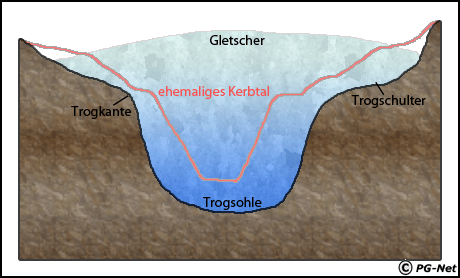 Gletscher
ehemaliges Kerbtal
Trogkante
Trogschulter
Trogsohle
© PG-Net